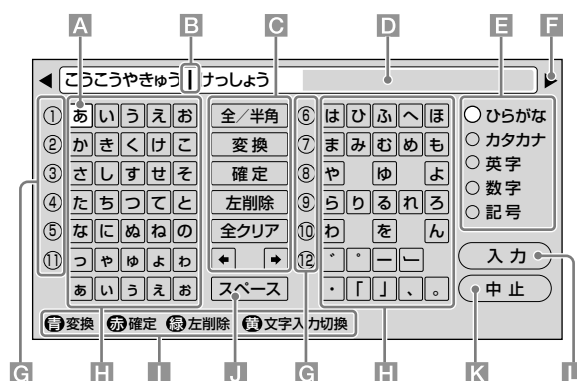 A B C D E F
◀ こうこうやきゅう|けっしょう ▶
① あ い う え お 全／半角 ⑥ は ひ ふ へ ほ ○ ひらがな
② か き く け こ 変換 ⑦ ま み む め も ○ カタカナ
③ さ し す せ そ 確定 ⑧ や ゆ よ ○ 英字
④ た ち つ て と 左削除 ⑨ ら り る れ ろ ○ 数字
⑤ な に ぬ ね の 全クリア ⑩ わ を ん ○ 記号
⑪ っ ゃ ゅ ょ ゎ ← → ⑫ ゛ ゜ ー ー 入力
ぁ ぃ ぅ ぇ ぉ スペース ・ 「 」 、 。 中止
青 変換 赤 確定 緑 左削除 黄 文字入力切換
G H I J G H K L